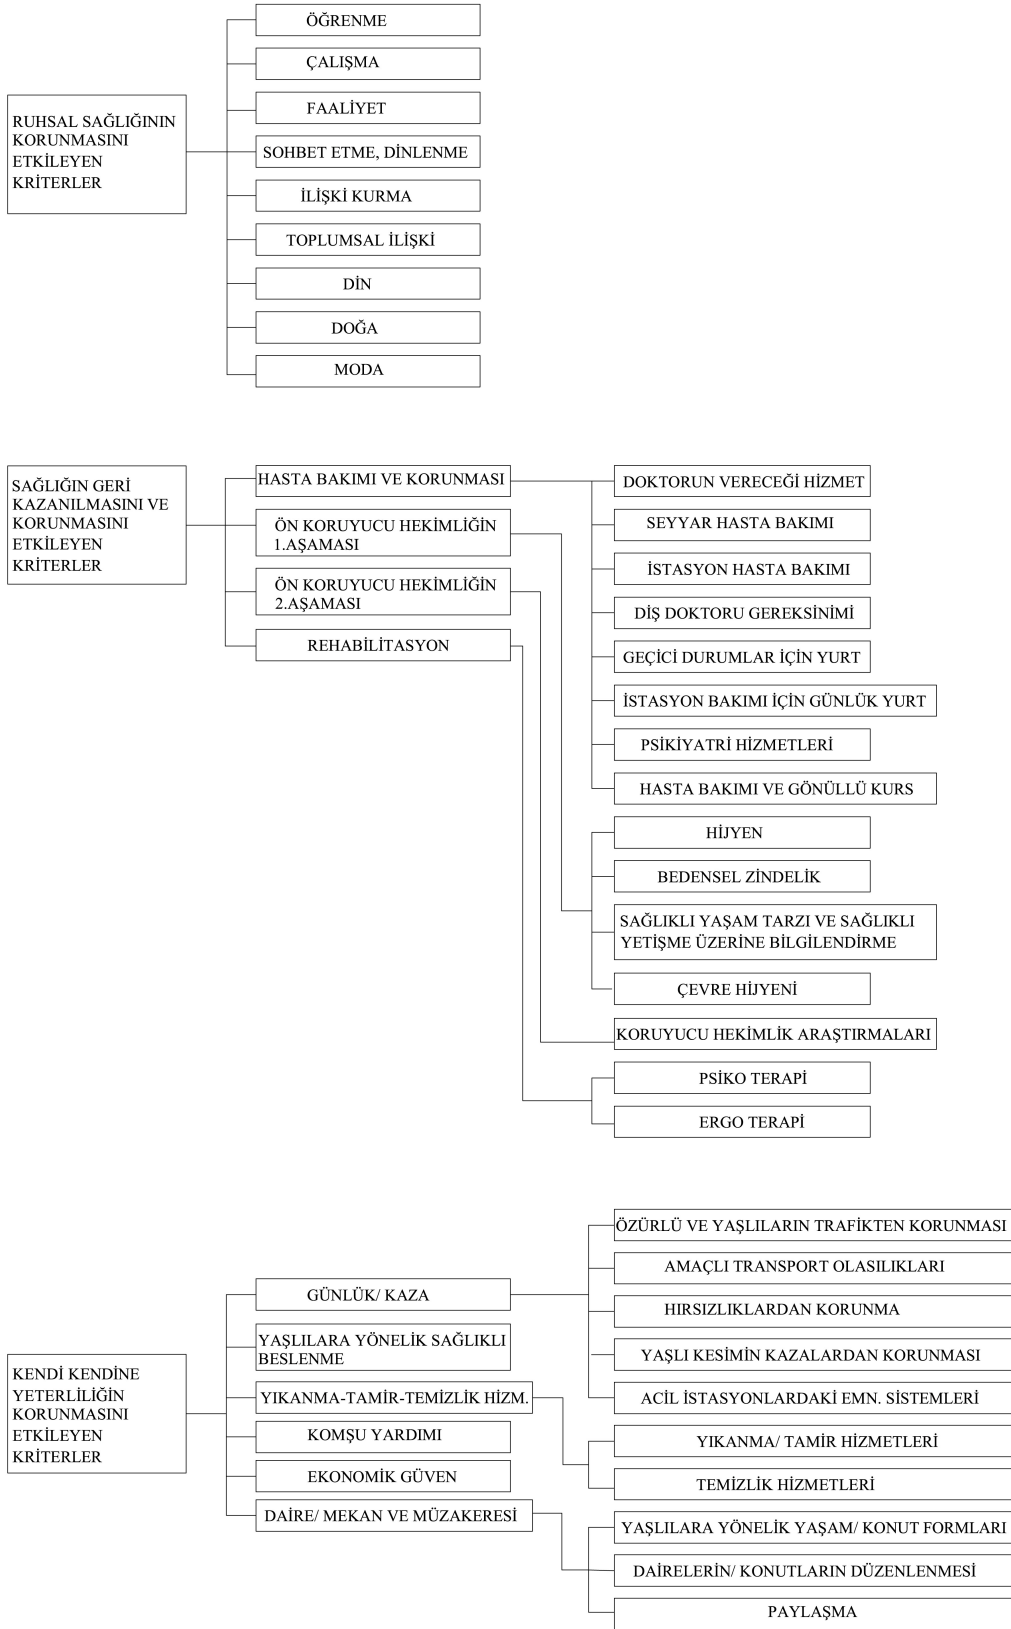 ÖĞRENME
ÇALIŞMA
FAALİYET
RUHSAL SAĞLIĞININ
KORUNMASINI
ETKİLEYEN
KRİTERLER
SOHBET ETME, DİNLENME
İLİŞKİ KURMA
TOPLUMSAL İLİŞKİ
DİN
DOĞA
MODA
SAĞLIĞIN GERİ
KAZANILMASINI VE
KORUNMASINI
ETKİLEYEN
KRİTERLER
HASTA BAKIMI VE KORUNMASI
ÖN KORUYUCU HEKİMLİĞİN
1.AŞAMASI
ÖN KORUYUCU HEKİMLİĞİN
2.AŞAMASI
REHABİLİTASYON
DOKTORUN VERECEĞİ HİZMET
SEYYAR HASTA BAKIMI
İSTASYON HASTA BAKIMI
DİŞ DOKTORU GEREKSİNİMİ
GEÇİCİ DURUMLAR İÇİN YURT
İSTASYON BAKIMI İÇİN GÜNLÜK YURT
PSİKİYATRİ HİZMETLERİ
HASTA BAKIMI VE GÖNÜLLÜ KURS
HİJYEN
BEDENSEL ZİNDELİK
SAĞLIKLI YAŞAM TARZI VE SAĞLIKLI
YETİŞME ÜZERİNE BİLGİLENDİRME
ÇEVRE HİJYENİ
KORUYUCU HEKİMLİK ARAŞTIRMALARI
PSİKO TERAPİ
ERGO TERAPİ
KENDİ KENDİNE
YETERLİLİĞİN
KORUNMASINI
ETKİLEYEN
KRİTERLER
GÜNLÜK/ KAZA
YAŞLILARA YÖNELİK SAĞLIKLI
BESLENME
YIKANMA-TAMİR-TEMİZLİK HİZM.
KOMŞU YARDIMI
EKONOMİK GÜVEN
DAİRE/ MEKAN VE MÜZAKERESİ
ÖZÜRLÜ VE YAŞLILARIN TRAFİKTEN KORUNMASI
AMAÇLI TRANSPORT OLASILIKLARI
HIRSIZLIKLARDAN KORUNMA
YAŞLI KESİMİN KAZALARDAN KORUNMASI
ACİL İSTASYONLARDAKİ EMN. SİSTEMLERİ
YIKANMA/ TAMİR HİZMETLERİ
TEMİZLİK HİZMETLERİ
YAŞLILARA YÖNELİK YAŞAM/ KONUT FORMLARI
DAİRELERİN/ KONUTLARIN DÜZENLENMESİ
PAYLAŞMA